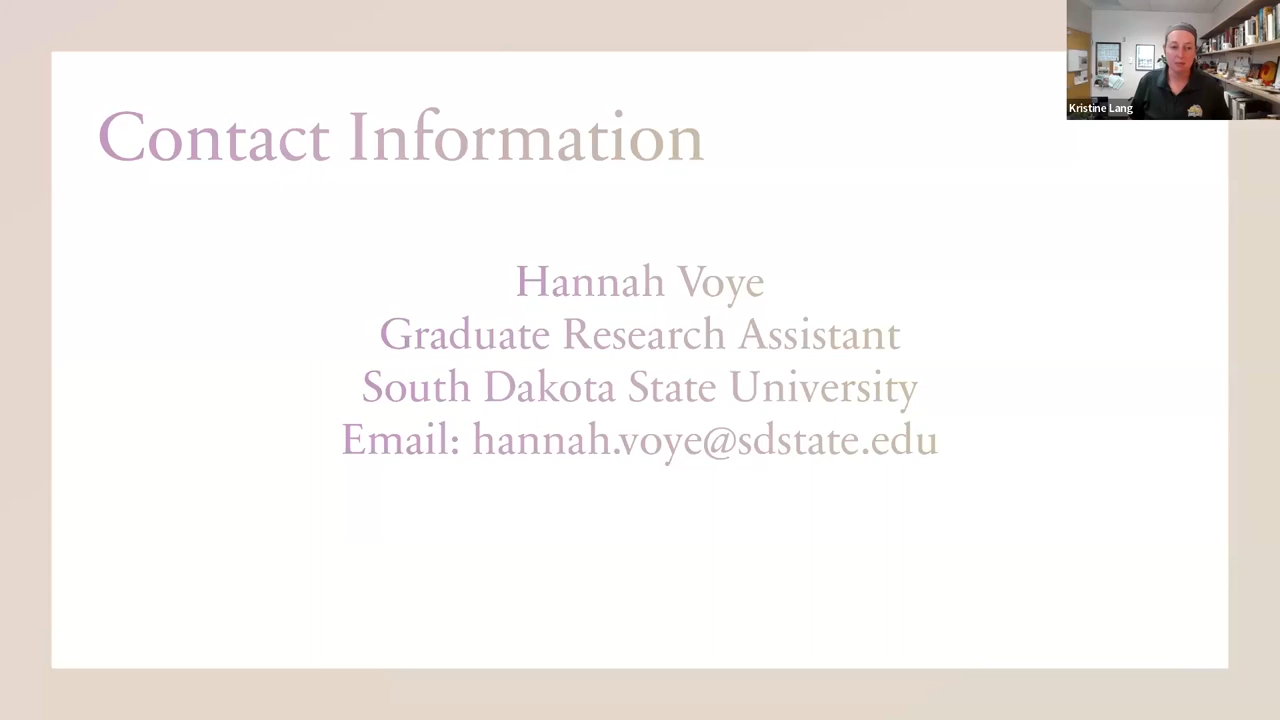 Contact Information
Hannah Voye
Graduate Research Assistant
South Dakota State University
Email: hannah.voye@sdstate.edu
Kristine Lang